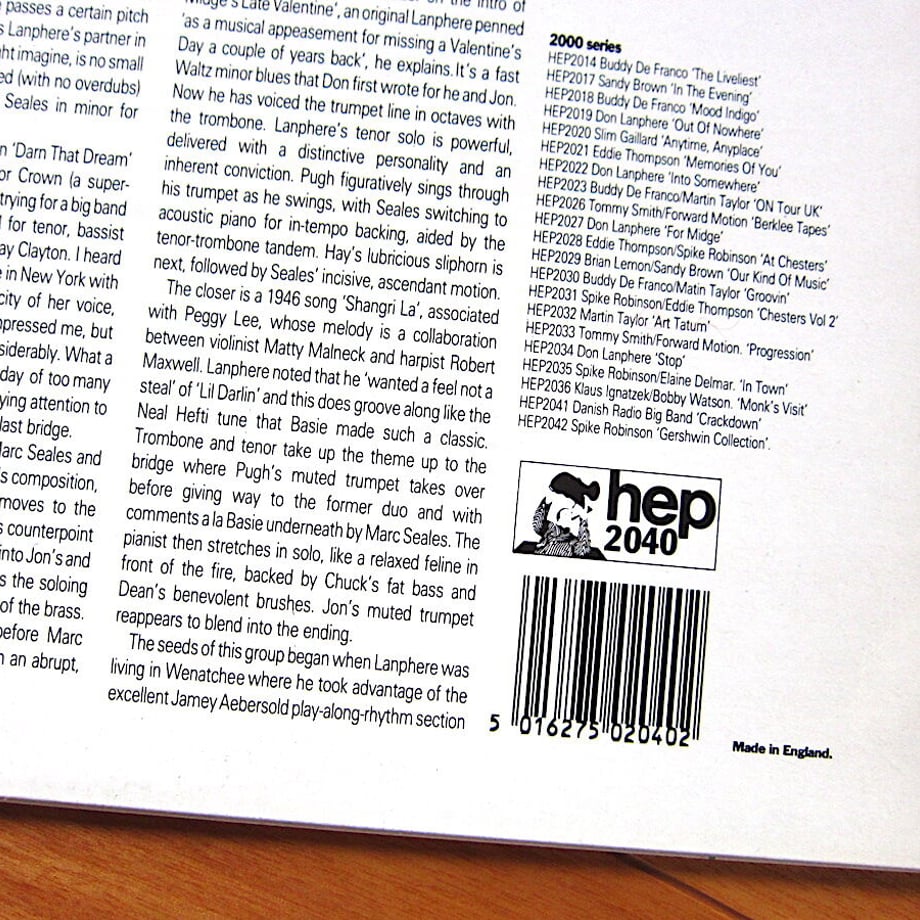 passes a certain pitch
s Lanphere's partner in
ht imagine, is no small
ed (with no overdubs)
Seales in minor for
n 'Darn That Dream'
or Crown (a super-
trying for a big band
for tenor, bassist
ay Clayton. I heard
e in New York with
city of her voice,
pressed me, but
siderably. What a
day of too many
ying attention to
last bridge.
arc Seales and
's composition,
moves to the
s counterpoint
into Jon's and
s the soloing
of the brass.
before Marc
n an abrupt,
the intro of
Midge's Late Valentine', an original Lanphere penned
'as a musical appeasement for missing a Valentine's
Day a couple of years back', he explains. It's a fast
Waltz minor blues that Don first wrote for he and Jon.
Now he has voiced the trumpet line in octaves with
the trombone. Lanphere's tenor solo is powerful,
delivered with a distinctive personality and an
inherent conviction. Pugh figuratively sings through
his trumpet as he swings, with Seales switching to
acoustic piano for in-tempo backing, aided by the
tenor-trombone tandem. Hay's lubricious sliphorn is
next, followed by Seales' incisive, ascendant motion.
The closer is a 1946 song 'Shangri La', associated
with Peggy Lee, whose melody is a collaboration
between violinist Matty Malneck and harpist Robert
Maxwell. Lanphere noted that he 'wanted a feel not a
steal' of 'Lil Darlin' and this does groove along like the
Neal Hefti tune that Basie made such a classic.
Trombone and tenor take up the theme up to the
bridge where Pugh's muted trumpet takes over
before giving way to the former duo and with
comments a la Basie underneath by Marc Seales. The
pianist then stretches in solo, like a relaxed feline in
front of the fire, backed by Chuck's fat bass and
Dean's benevolent brushes. Jon's muted trumpet
reappears to blend into the ending.
The seeds of this group began when Lanphere was
living in Wenatchee where he took advantage of the
excellent Jamey Aebersold play-along-rhythm section
2000 series
HEP2014 Buddy De Franco 'The Liveliest'
HEP2017 Sandy Brown 'In The Evening'
HEP2018 Buddy De Franco 'Mood Indigo'
HEP2019 Don Lanphere 'Out Of Nowhere'
HEP2020 Slim Gaillard 'Anytime, Anyplace'
HEP2021 Eddie Thompson 'Memories Of You'
HEP2022 Don Lanphere 'Into Somewhere'
HEP2023 Buddy De Franco/Martin Taylor 'ON Tour UK'
HEP2026 Tommy Smith/Forward Motion 'Berklee Tapes'
HEP2027 Don Lanphere 'For Midge'
HEP2028 Eddie Thompson/Spike Robinson 'At Chesters'
HEP2029 Brian Lemon/Sandy Brown 'Our Kind Of Music'
HEP2030 Buddy De Franco/Matin Taylor 'Groovin'
HEP2031 Spike Robinson/Eddie Thompson 'Chesters Vol 2'
HEP2032 Martin Taylor 'Art Tatum'
HEP2033 Tommy Smith/Forward Motion. 'Progression'
HEP2034 Don Lanphere 'Stop'
HEP2035 Spike Robinson/Elaine Delmar. 'In Town'
HEP2036 Klaus Ignatzek/Bobby Watson. 'Monk's Visit'
HEP2041 Danish Radio Big Band 'Crackdown'
HEP2042 Spike Robinson 'Gershwin Collection'.
hep
2040
5 016275 020402
Made in England.